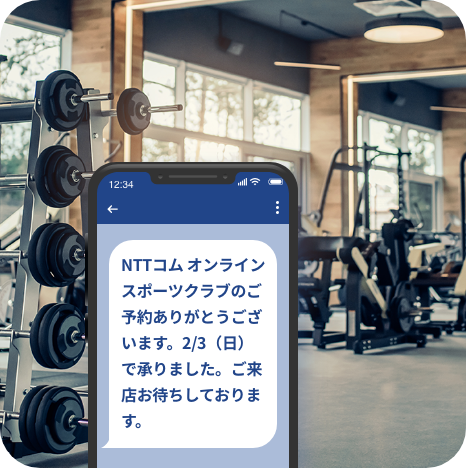 12:34
NTTコム オンライン
スポーツクラブのご
予約ありがとうござ
います。2/3（日）
で承りました。ご来
店お待ちしておりま
す。